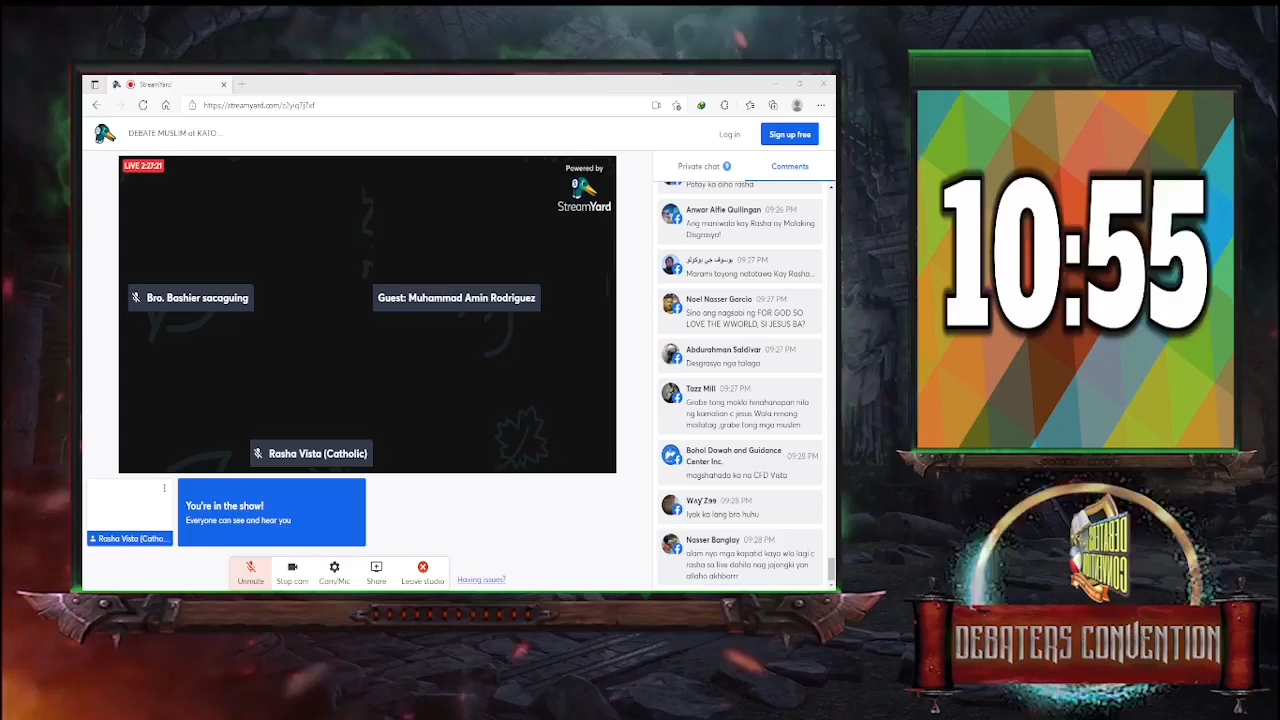 StreamYard
https://streamyard.com/z2yiq7j7xf
DEBATE MUSLIM at KATO...
Log in
Sign up free
LIVE 2:27:21
Powered by
StreamYard
Bro. Bashier sacaguing
Guest: Muhammad Amin Rodriguez
Rasha Vista (Catholic)
Rasha Vista (Catho...
You're in the show!
Everyone can see and hear you
Unmute
Stop cam
Cam/Mic
Share
Leave studio
Having issues?
Private chat
Comments
Patay ka diha rasha
Anwar Alfie Quilingan 09:26 PM
Ang maniwala kay Rasha ay Malaking
Disgrasya!
09:27 PM
Marami tayong natatawa Kay Rasha...
Noel Nasser Garcia 09:27 PM
Sino ang nagsabi ng FOR GOD SO
LOVE THE WWORLD, SI JESUS BA?
Abdurahman Saldivar 09:27 PM
Desgrasya nga talaga
Tazz Mill 09:27 PM
Grabe tong moklo hinahanapan nila
ng kamalian c jesus Wala nmang
mailatag ,grabe tong mga muslim
Bohol Dawah and Guidance
Center Inc. 09:28 PM
magshahada ka na CFD Vista
09:28 PM
Iyak ka lang bro huhu
Nasser Banglay 09:28 PM
alam nyo mga kapatid kaya wlo lagi c
rasha sa live dahila nag jojongki yan
allaho akhbarrr
10:55
DEBATERS
CONVENTION
DEBATERS CONVENTION